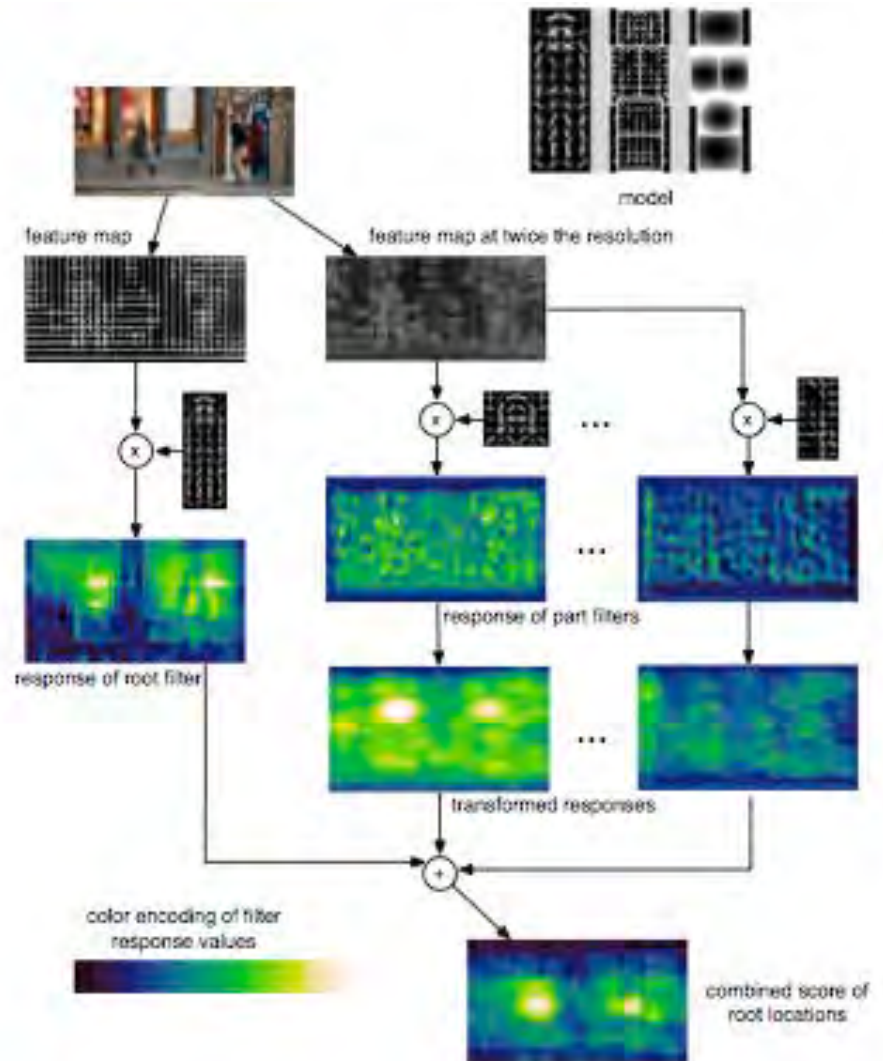 model
feature map
feature map at twice the resolution
x
x
...
x
...
response of part filters
response of root filter
...
transformed responses
+
color encoding of filter
response values
combined score of
root locations